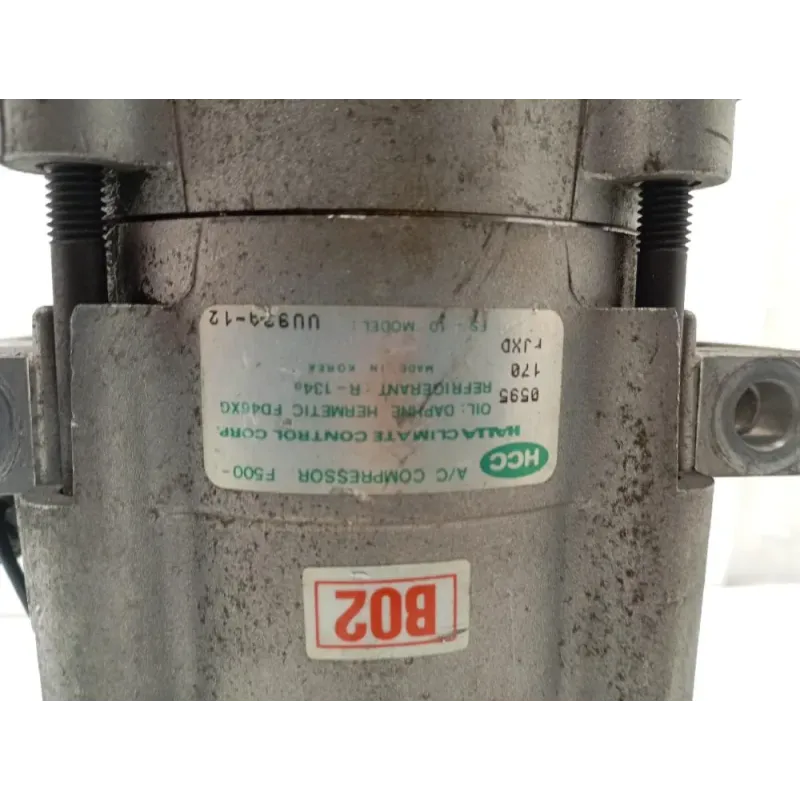 B02
HCC A/C COMPRESSOR F500-
HALLA CLIMATE CONTROL CORP.
OIL: DAPHNE HERMETIC FD46XG
REFRIGERANT : R-134a 0595
MADE IN KOREA 170
rJXD
FS-10 MODEL :